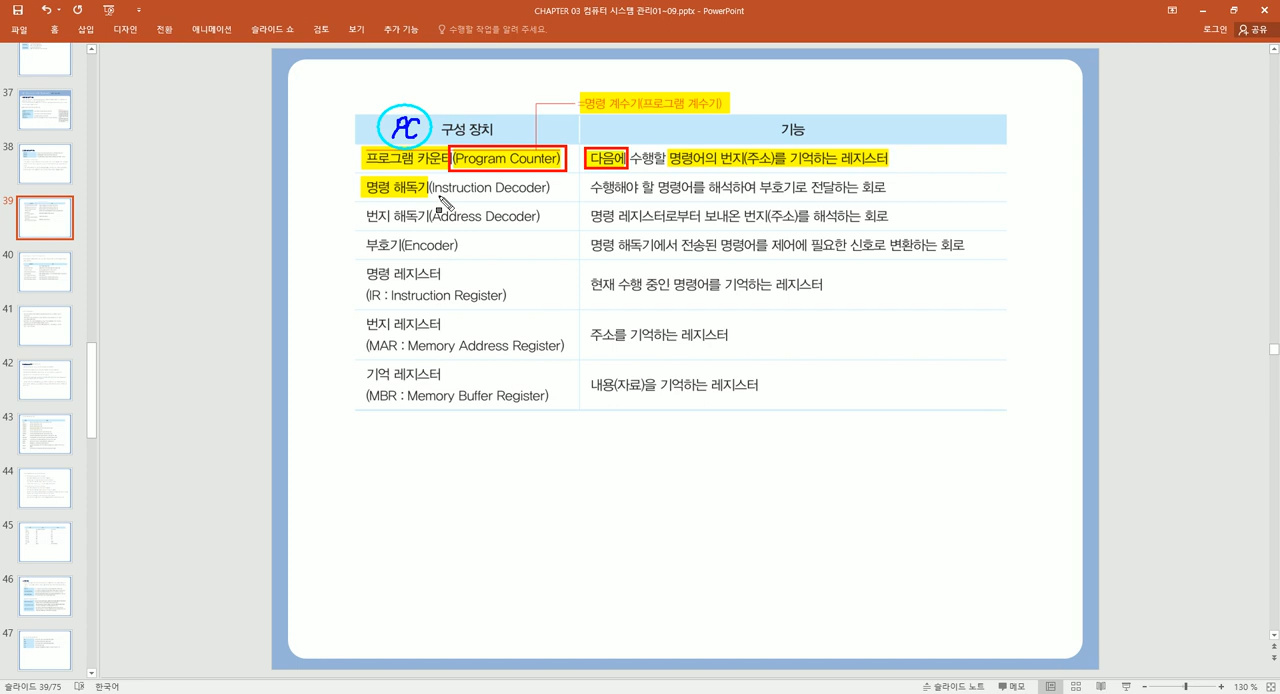 CHAPTER 03 컴퓨터 시스템 관리01~09.pptx - PowerPoint
파일 홈 삽입 디자인 전환 애니메이션 슬라이드 쇼 검토 보기 추가 기능 수행할 작업을 알려 주세요. 로그인 공유
37
38
39
40
41
42
43
44
45
46
47
=명령 계수기(프로그램 계수기)
PC 구성 장치 기능
프로그램 카운터(Program Counter) 다음에 수행할 명령어의 번지(주소)를 기억하는 레지스터
명령 해독기(Instruction Decoder) 수행해야 할 명령어를 해석하여 부호기로 전달하는 회로
번지 해독기(Address Decoder) 명령 레지스터로부터 보내온 번지(주소)를 해석하는 회로
부호기(Encoder) 명령 해독기에서 전송된 명령어를 제어에 필요한 신호로 변환하는 회로
명령 레지스터
(IR : Instruction Register) 현재 수행 중인 명령어를 기억하는 레지스터
번지 레지스터
(MAR : Memory Address Register) 주소를 기억하는 레지스터
기억 레지스터
(MBR : Memory Buffer Register) 내용(자료)을 기억하는 레지스터
슬라이드 39/75 한국어 슬라이드 노트 메모 130 %